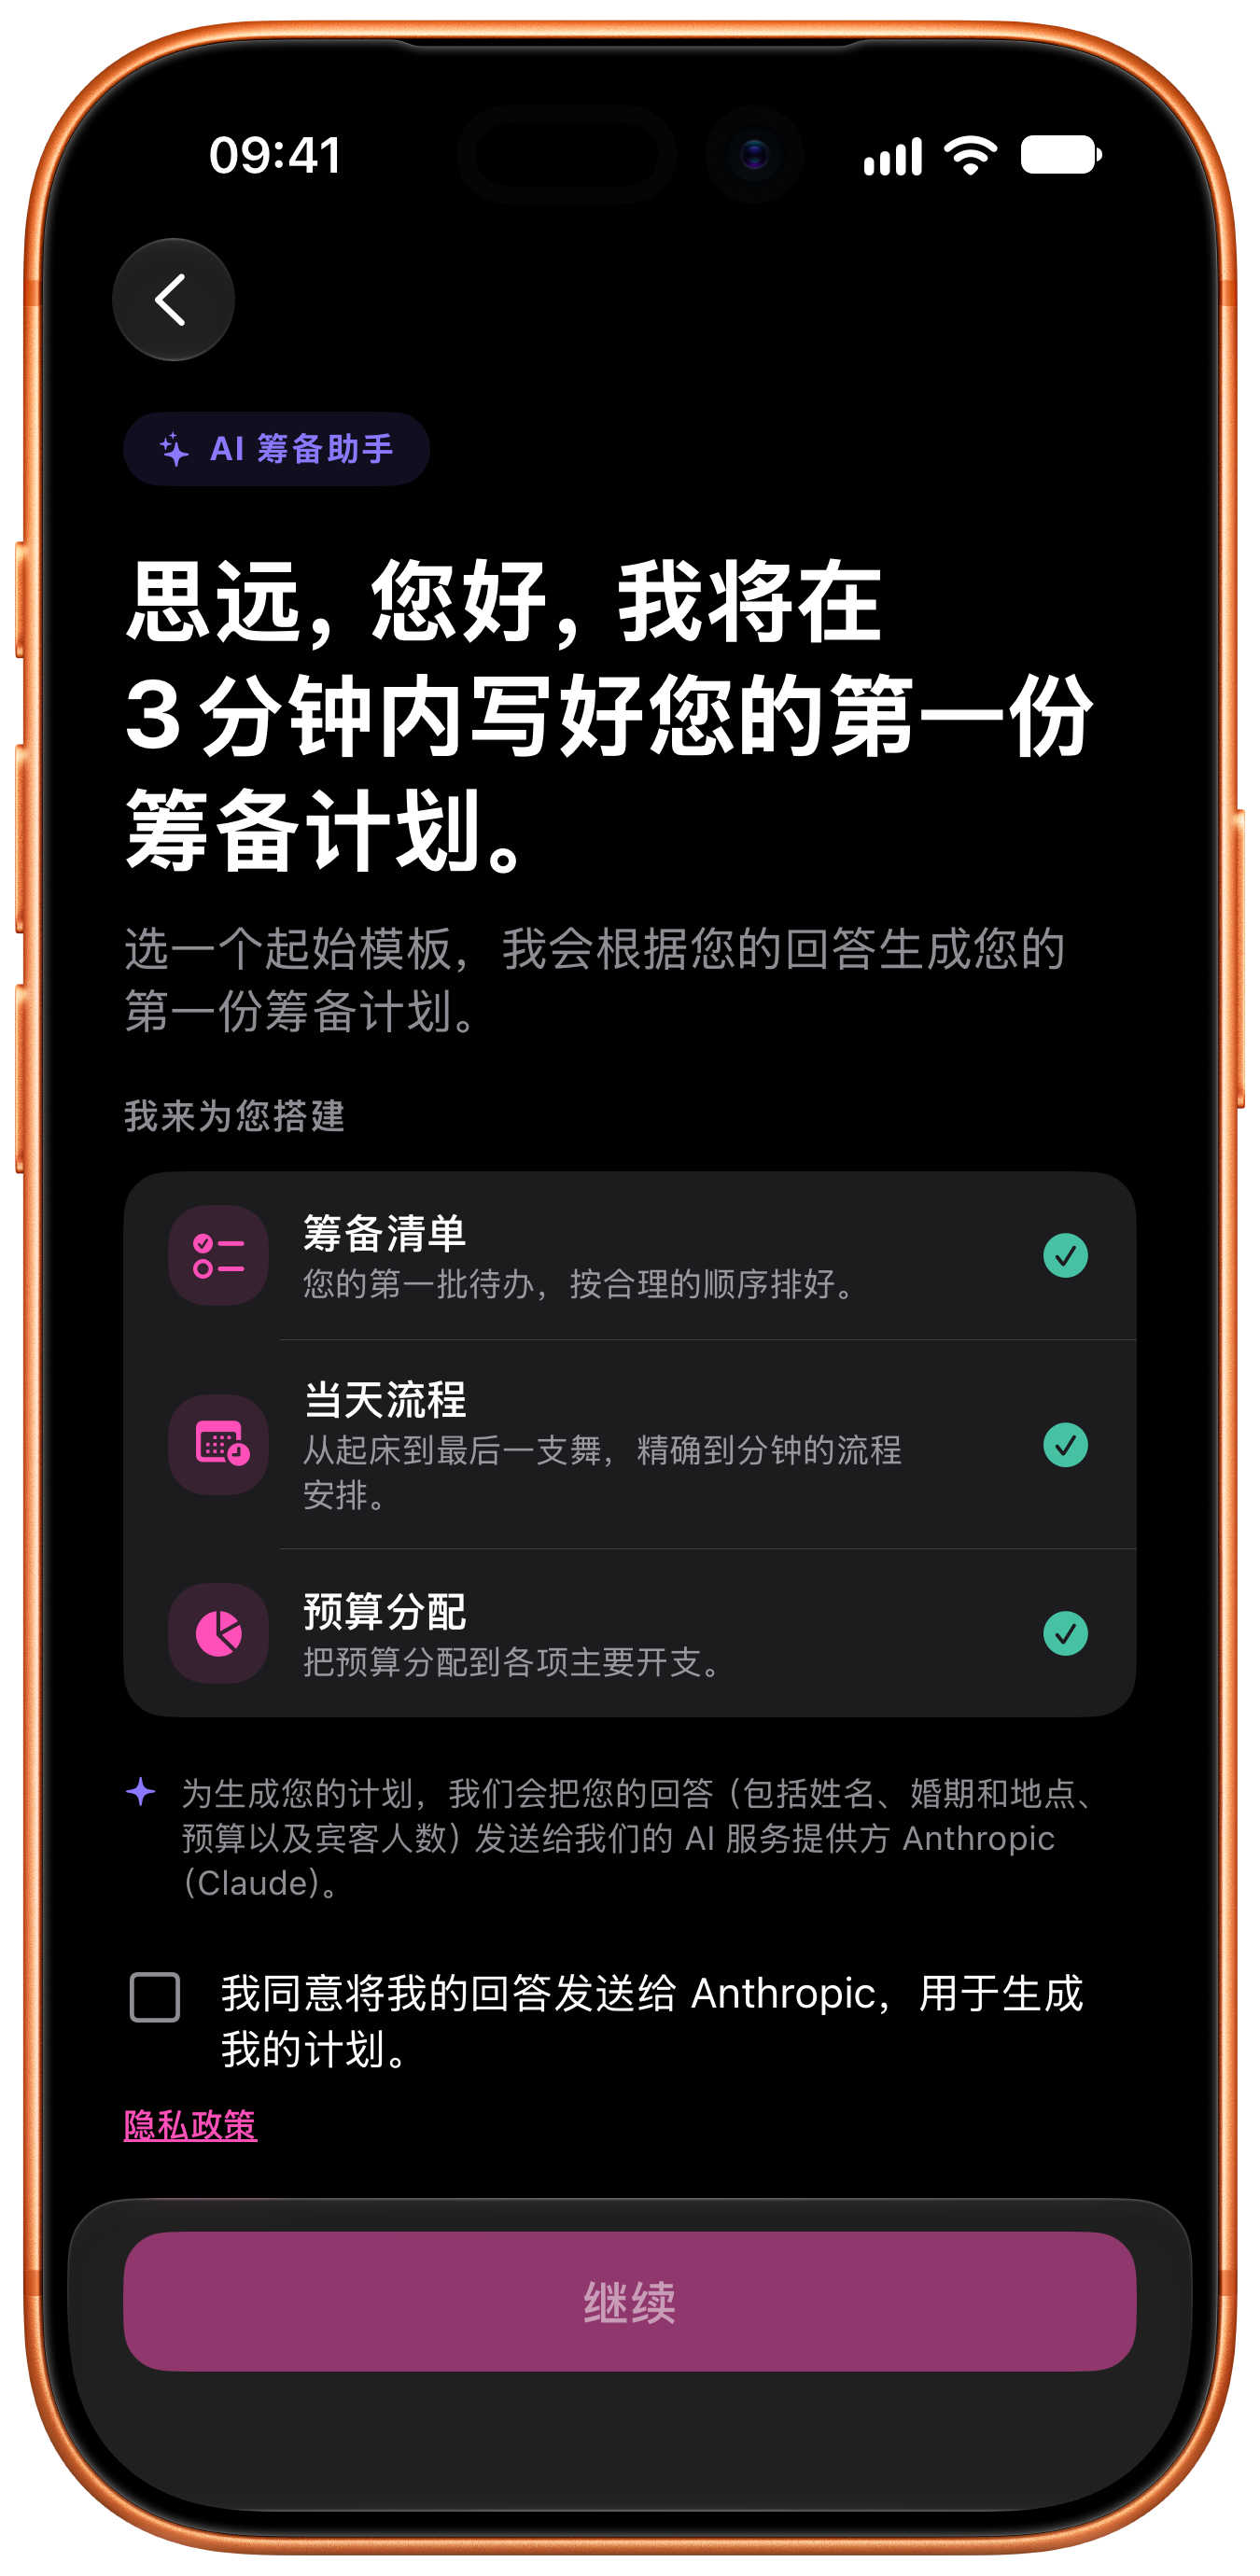 09:41
AI 筹备助手
思远，您好，我将在
3 分钟内写好您的第一份
筹备计划。
选一个起始模板，我会根据您的回答生成您的
第一份筹备计划。
我来为您搭建
筹备清单
您的第一批待办，按合理的顺序排好。
当天流程
从起床到最后一支舞，精确到分钟的流程
安排。
预算分配
把预算分配到各项主要开支。
为生成您的计划，我们会把您的回答（包括姓名、婚期和地点、
预算以及宾客人数）发送给我们的 AI 服务提供方 Anthropic
(Claude)。
我同意将我的回答发送给 Anthropic，用于生成
我的计划。
隐私政策
继续